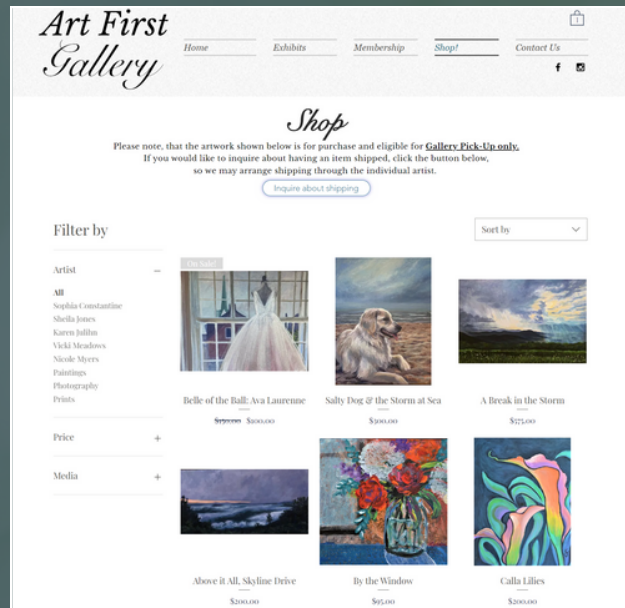 Art First
Gallery
1
Home
Exhibits
Membership
Shop!
Contact Us
Shop
Please note, that the artwork shown below is for purchase and eligible for Gallery Pick-Up only.
If you would like to inquire about having an item shipped, click the button below,
so we may arrange shipping through the individual artist.
Inquire about shipping
Filter by
Sort by
Artist
All
Sophia Constantine
Sheila Jones
Karen Julihn
Vicki Meadows
Nicole Myers
Paintings
Photography
Prints
Price
Media
On Sale!
Belle of the Ball: Ava Laurenne
Salty Dog & the Storm at Sea
A Break in the Storm
$200.00
$300.00
$575.00
Above it All, Skyline Drive
By the Window
Calla Lilies
$200.00
$95.00
$200.00